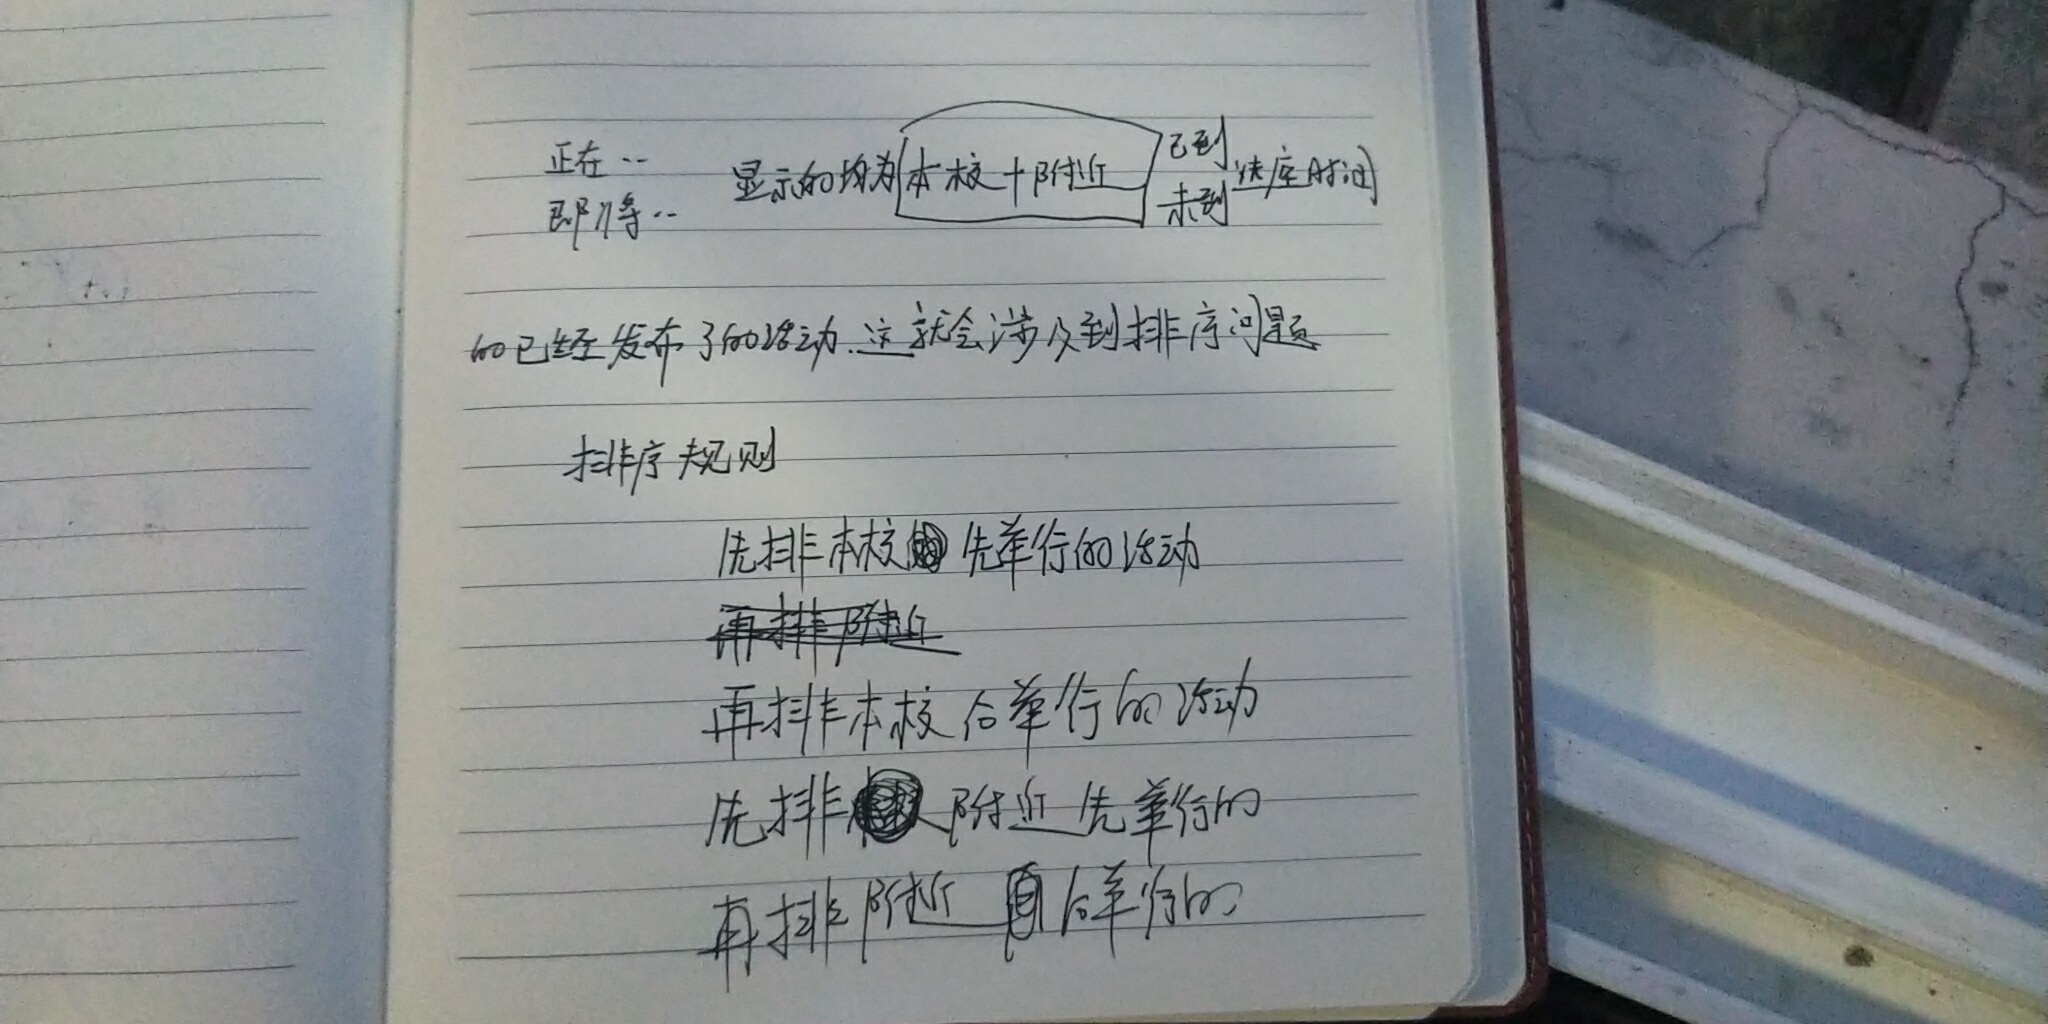 正在‥
即将‥
显示的均为 本校+附近 已到 未到 讲座时间
的已经发布了的活动.这就会涉及到排序问题
排序规则
先排本校 先举行的活动
再排附近
再排本校后举行的活动
先排 附近先举行的
再排附近 后举行的